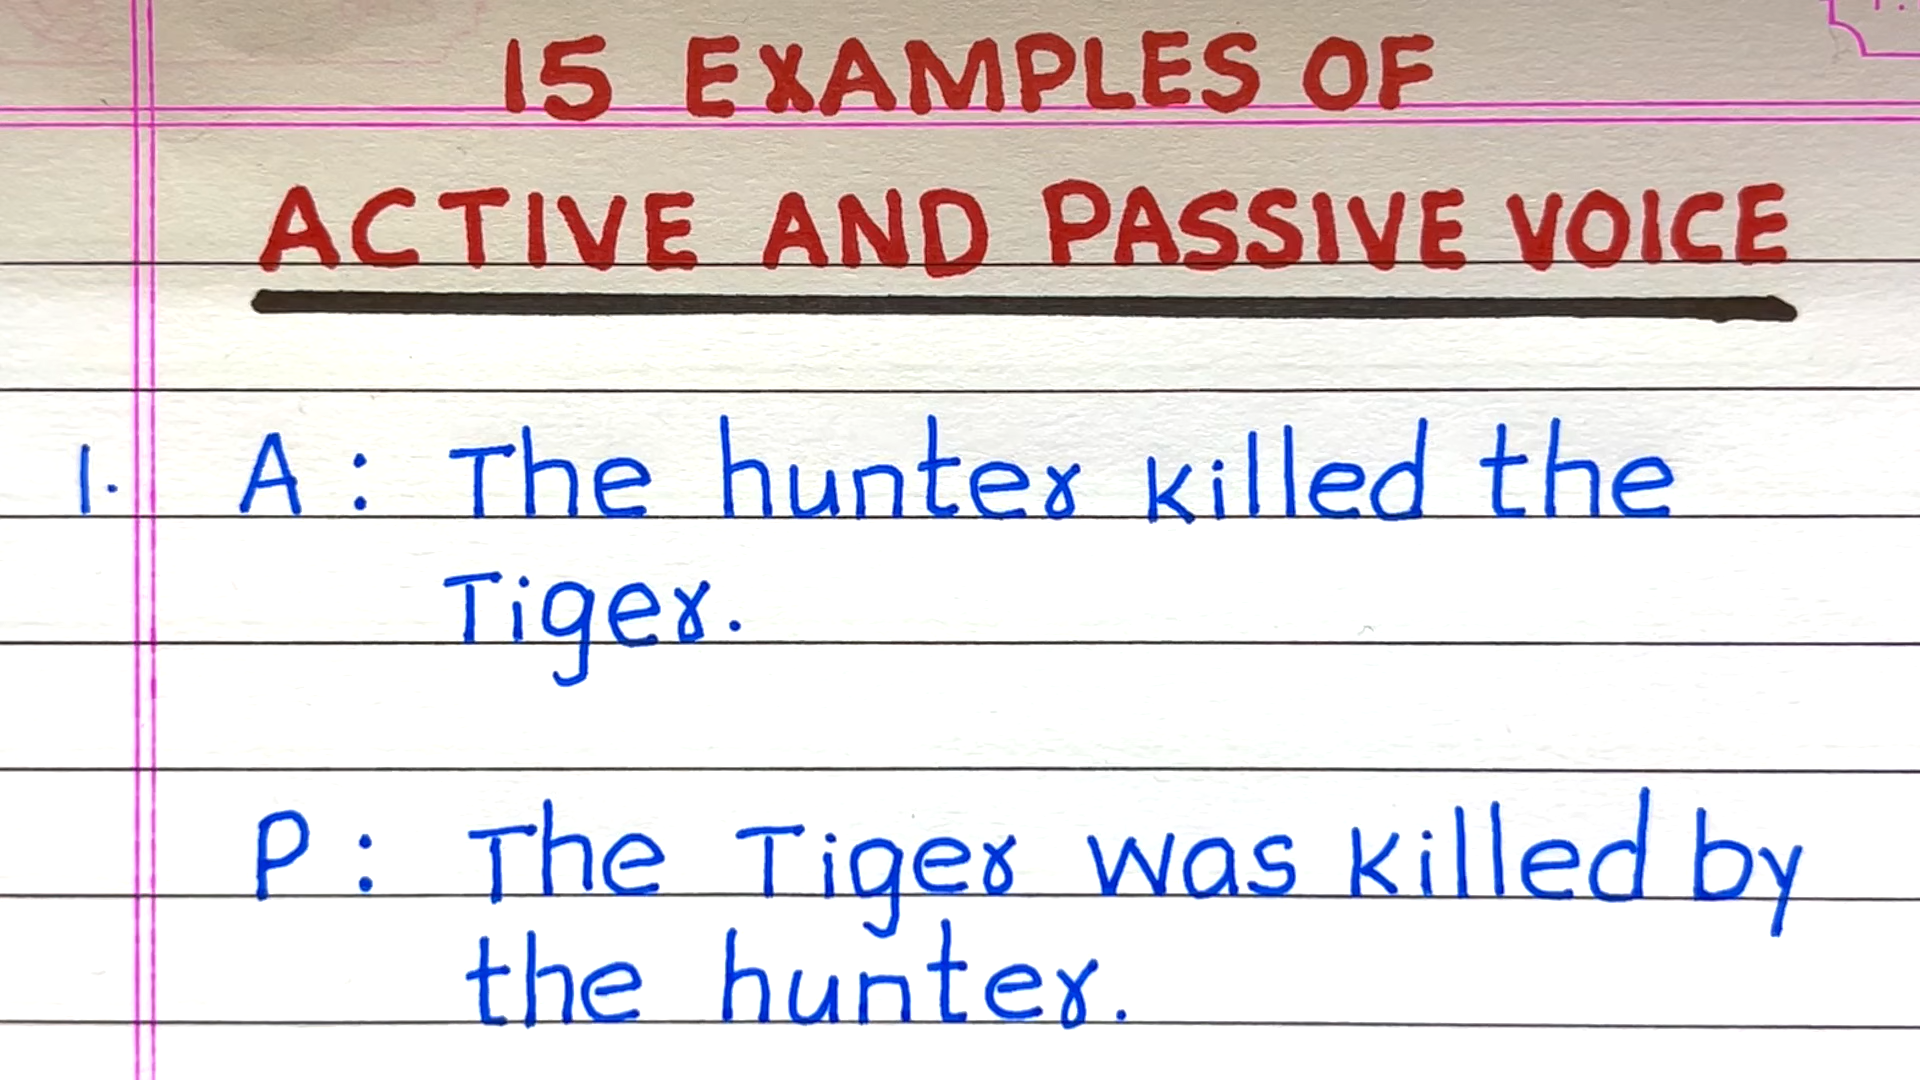 15 EXAMPLES OF
ACTIVE AND PASSIVE VOICE
1. A : The hunter killed the
Tiger.
P : The Tiger was killed by
the hunter.